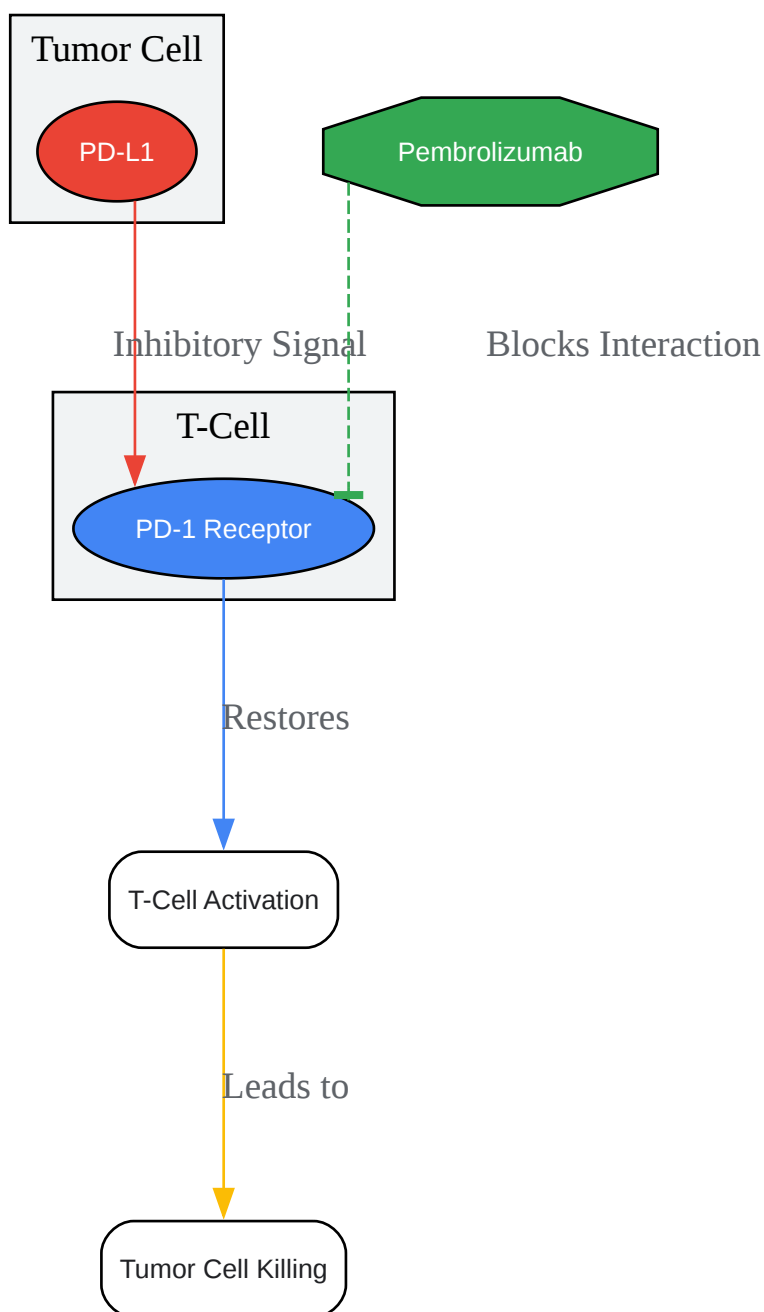 Tumor Cell
PD-L1
Pembrolizumab
Inhibitory Signal
Blocks Interaction
T-Cell
PD-1 Receptor
Restores
T-Cell Activation
Leads to
Tumor Cell Killing